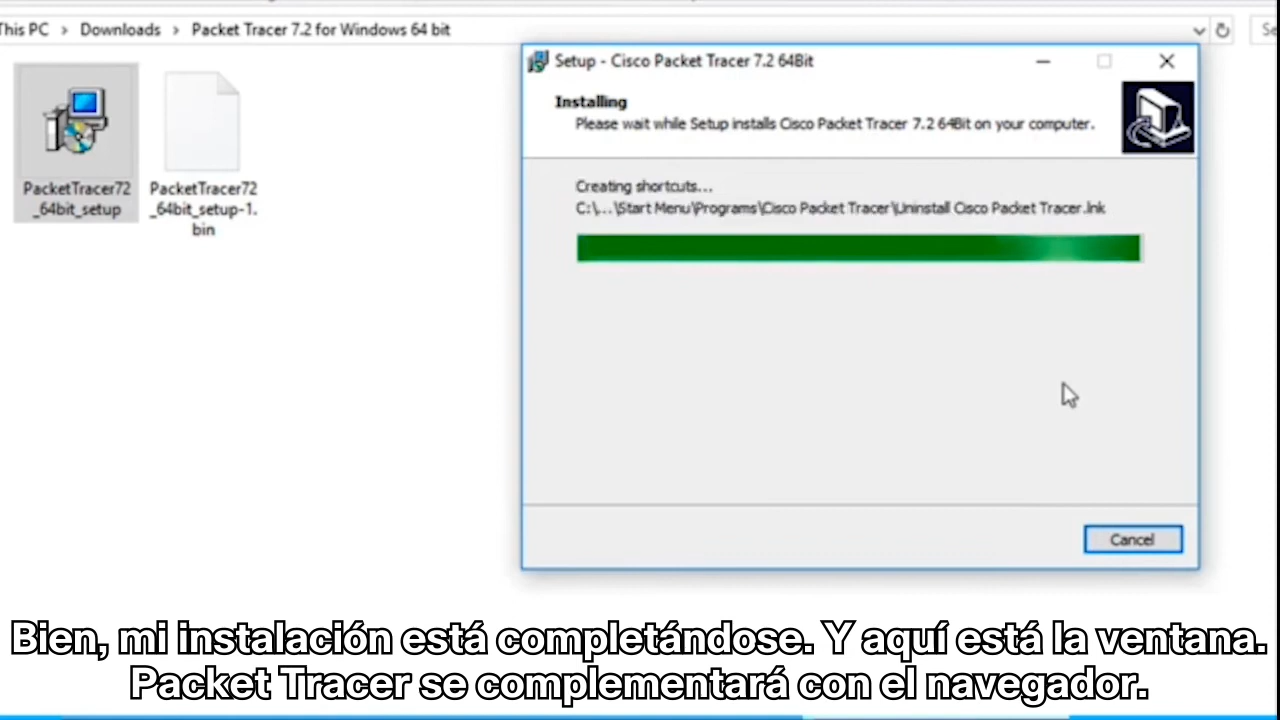 This PC > Downloads > Packet Tracer 7.2 for Windows 64 bit
Setup - Cisco Packet Tracer 7.2 64Bit
Installing
Please wait while Setup installs Cisco Packet Tracer 7.2 64Bit on your computer.
PacketTracer72
_64bit_setup
PacketTracer72
_64bit_setup-1.
bin
Creating shortcuts...
C:\...\Start Menu\Programs\Cisco Packet Tracer\Uninstall Cisco Packet Tracer.lnk
Cancel
Bien, mi instalación está completándose. Y aquí está la ventana.
Packet Tracer se complementará con el navegador.